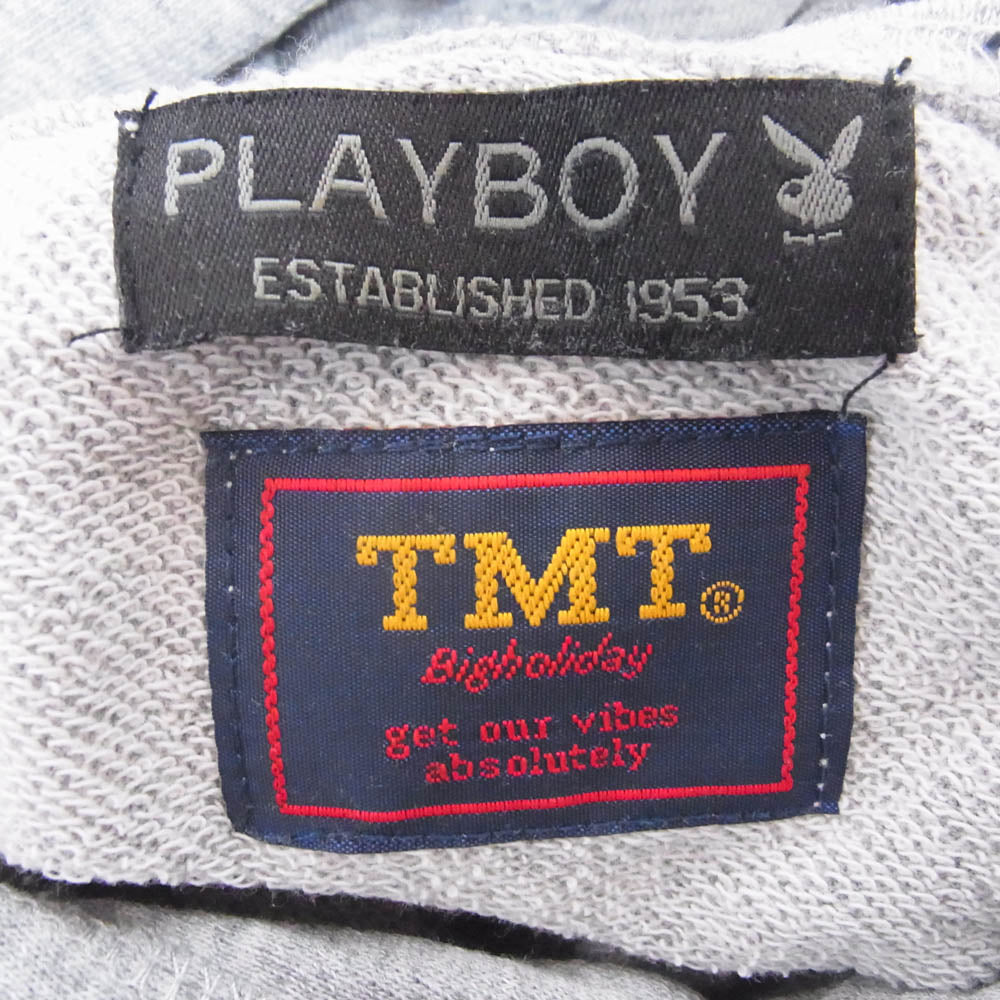 PLAYBOY
ESTABLISHED 1953
TMT®
Bigholiday
get our vibes
absolutely